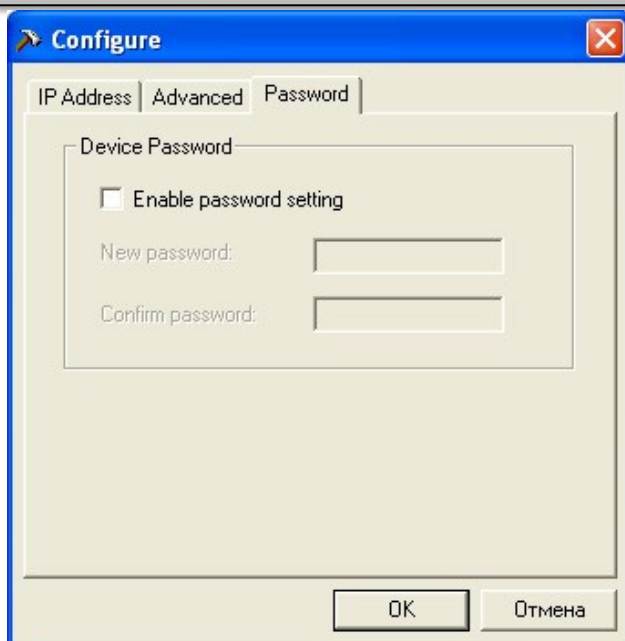 Configure
IP Address Advanced Password
Device Password
Enable password setting
New password:
Confirm password:
OK Отмена